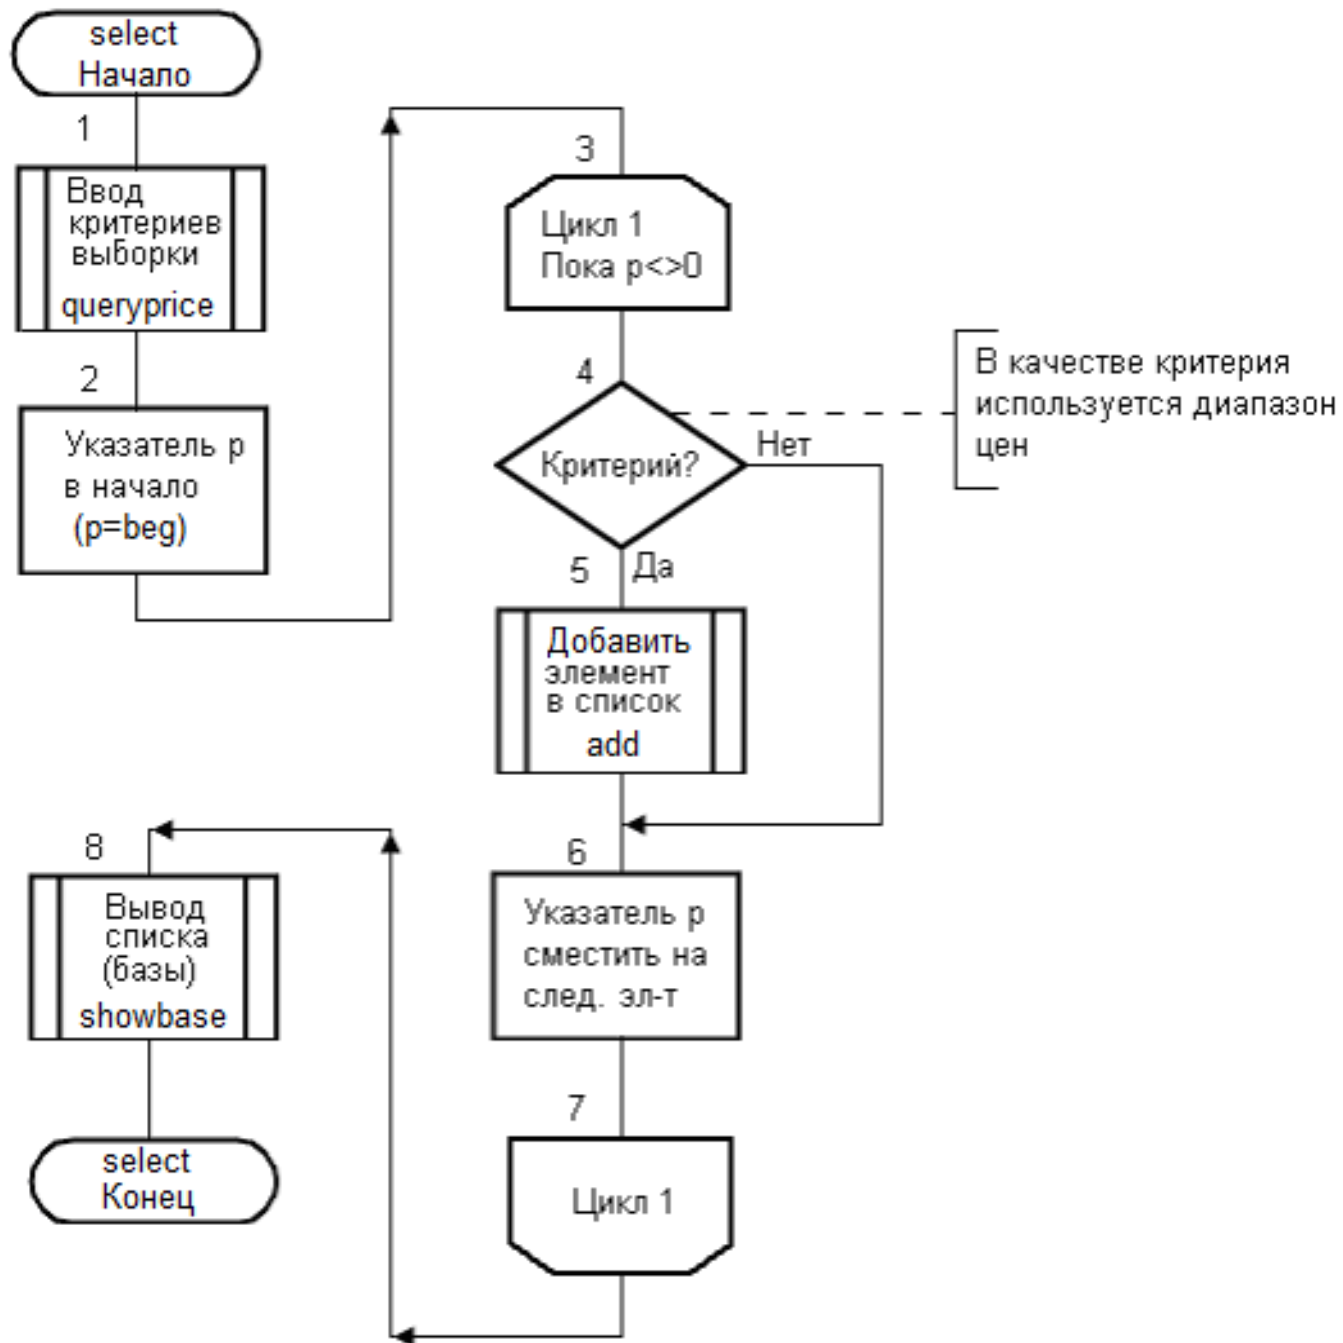 select
Начало
1
Ввод
критериев
выборки
queryprice
2
Указатель p
в начало
(p=beg)
3
Цикл 1
Пока p<>0
4
Критерий?
Нет
В качестве критерия
используется диапазон
цен
5
Да
Добавить
элемент
в список
add
6
Указатель p
сместить на
след. эл-т
7
Цикл 1
8
Вывод
списка
(базы)
showbase
select
Конец